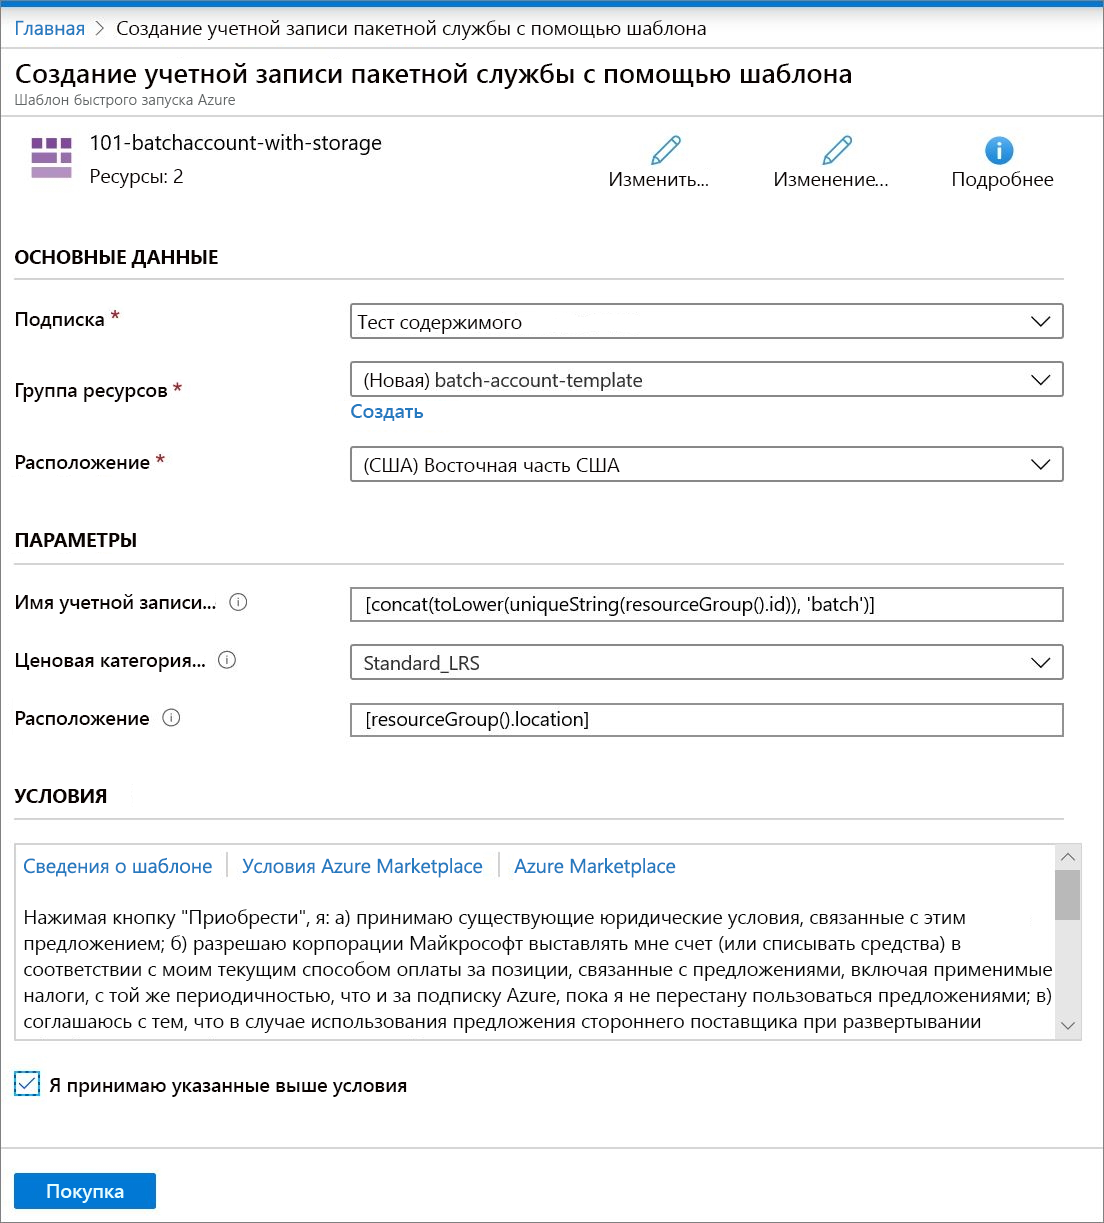 Главная > Создание учетной записи пакетной службы с помощью шаблона
Создание учетной записи пакетной службы с помощью шаблона
Шаблон быстрого запуска Azure
101-batchaccount-with-storage
Ресурсы: 2
Изменить...
Изменение...
Подробнее
ОСНОВНЫЕ ДАННЫЕ
Подписка *
Тест содержимого
Группа ресурсов *
(Новая) batch-account-template
Создать
Расположение *
(США) Восточная часть США
ПАРАМЕТРЫ
Имя учетной записи...
[concat(toLower(uniqueString(resourceGroup().id)), 'batch')]
Ценовая категория...
Standard_LRS
Расположение
[resourceGroup().location]
УСЛОВИЯ
Сведения о шаблоне | Условия Azure Marketplace | Azure Marketplace
Нажимая кнопку "Приобрести", я: а) принимаю существующие юридические условия, связанные с этим
предложением; б) разрешаю корпорации Майкрософт выставлять мне счет (или списывать средства) в
соответствии с моим текущим способом оплаты за позиции, связанные с предложениями, включая применимые
налоги, с той же периодичностью, что и за подписку Azure, пока я не перестану пользоваться предложениями; в)
соглашаюсь с тем, что в случае использования предложения стороннего поставщика при развертывании
Я принимаю указанные выше условия
Покупка